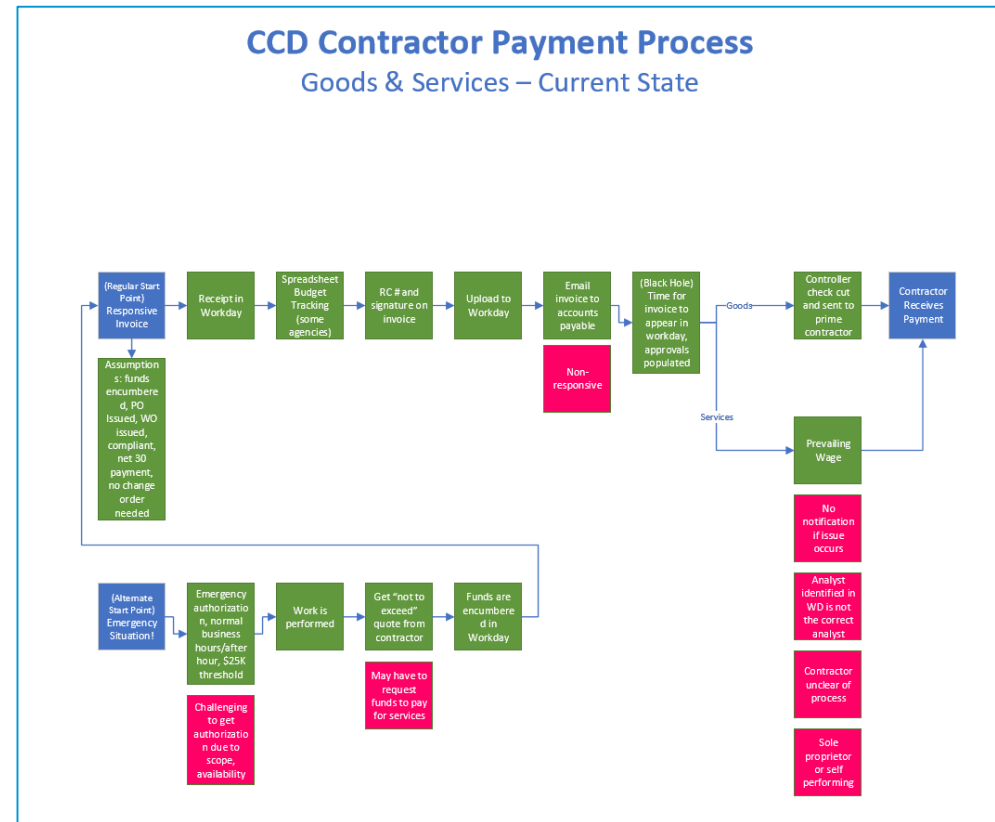 CCD Contractor Payment Process
Goods & Services – Current State
(Regular Start
Point)
Responsive
Invoice
Receipt in
Workday
Spreadsheet
Budget
Tracking
(some
agencies)
RC # and
signature on
invoice
Upload to
Workday
Email
invoice to
accounts
payable
(Black Hole)
Time for
invoice to
appear in
workday,
approvals
populated
Goods
Controller
check cut
and sent to
prime
contractor
Contractor
Receives
Payment
Assumption
s: funds
encumbere
d, PO
Issued, WO
issued,
compliant,
net 30
payment,
no change
order
needed
Non-
responsive
Services
Prevailing
Wage
No
notification
if issue
occurs
Analyst
identified in
WD is not
the correct
analyst
Contractor
unclear of
process
Sole
proprietor
or self
performing
(Alternate
Start Point)
Emergency
Situation!
Emergency
authorizatio
n, normal
business
hours/after
hour, $25K
threshold
Work is
performed
Get “not to
exceed”
quote from
contractor
Funds are
encumbere
d in
Workday
Challenging
to get
authorizatio
n due to
scope,
availability
May have to
request
funds to pay
for services